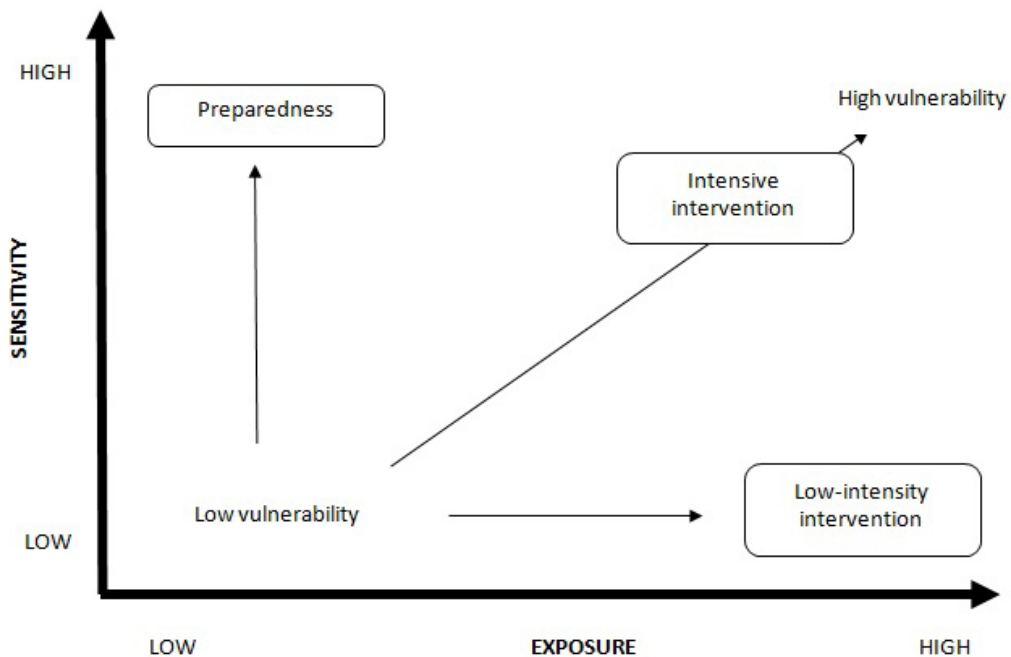 HIGH
Preparedness
High vulnerability
Intensive
intervention
SENSITIVITY
Low vulnerability
Low-intensity
intervention
LOW
LOW
EXPOSURE
HIGH